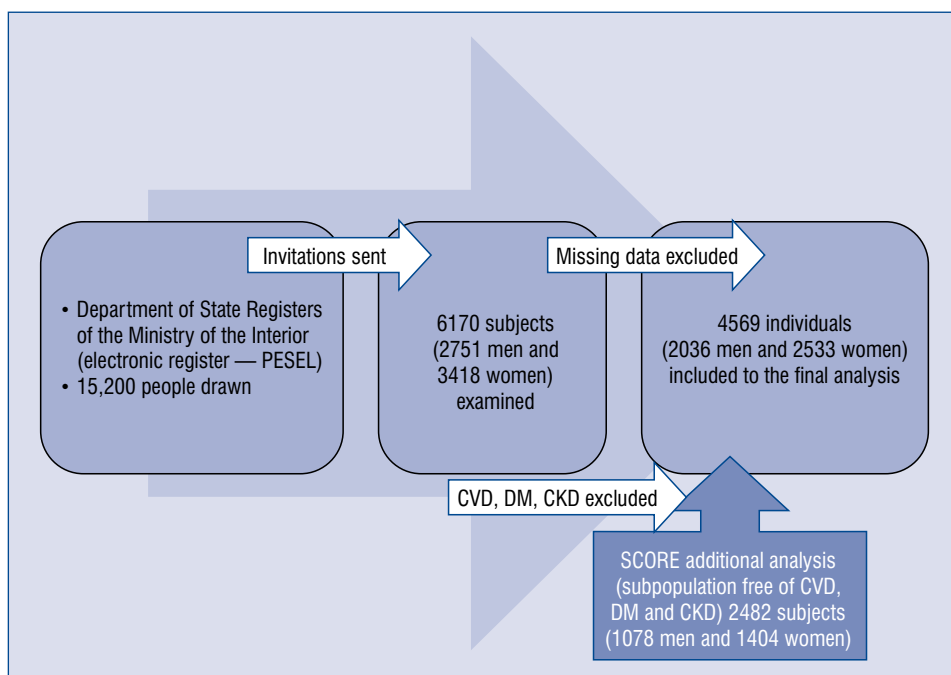 Invitations sent
Missing data excluded
• Department of State Registers
of the Ministry of the Interior
(electronic register — PESEL)
• 15,200 people drawn
6170 subjects
(2751 men and
3418 women)
examined
4569 individuals
(2036 men and 2533 women)
included to the final analysis
CVD, DM, CKD excluded
SCORE additional analysis
(subpopulation free of CVD,
DM and CKD) 2482 subjects
(1078 men and 1404 women)